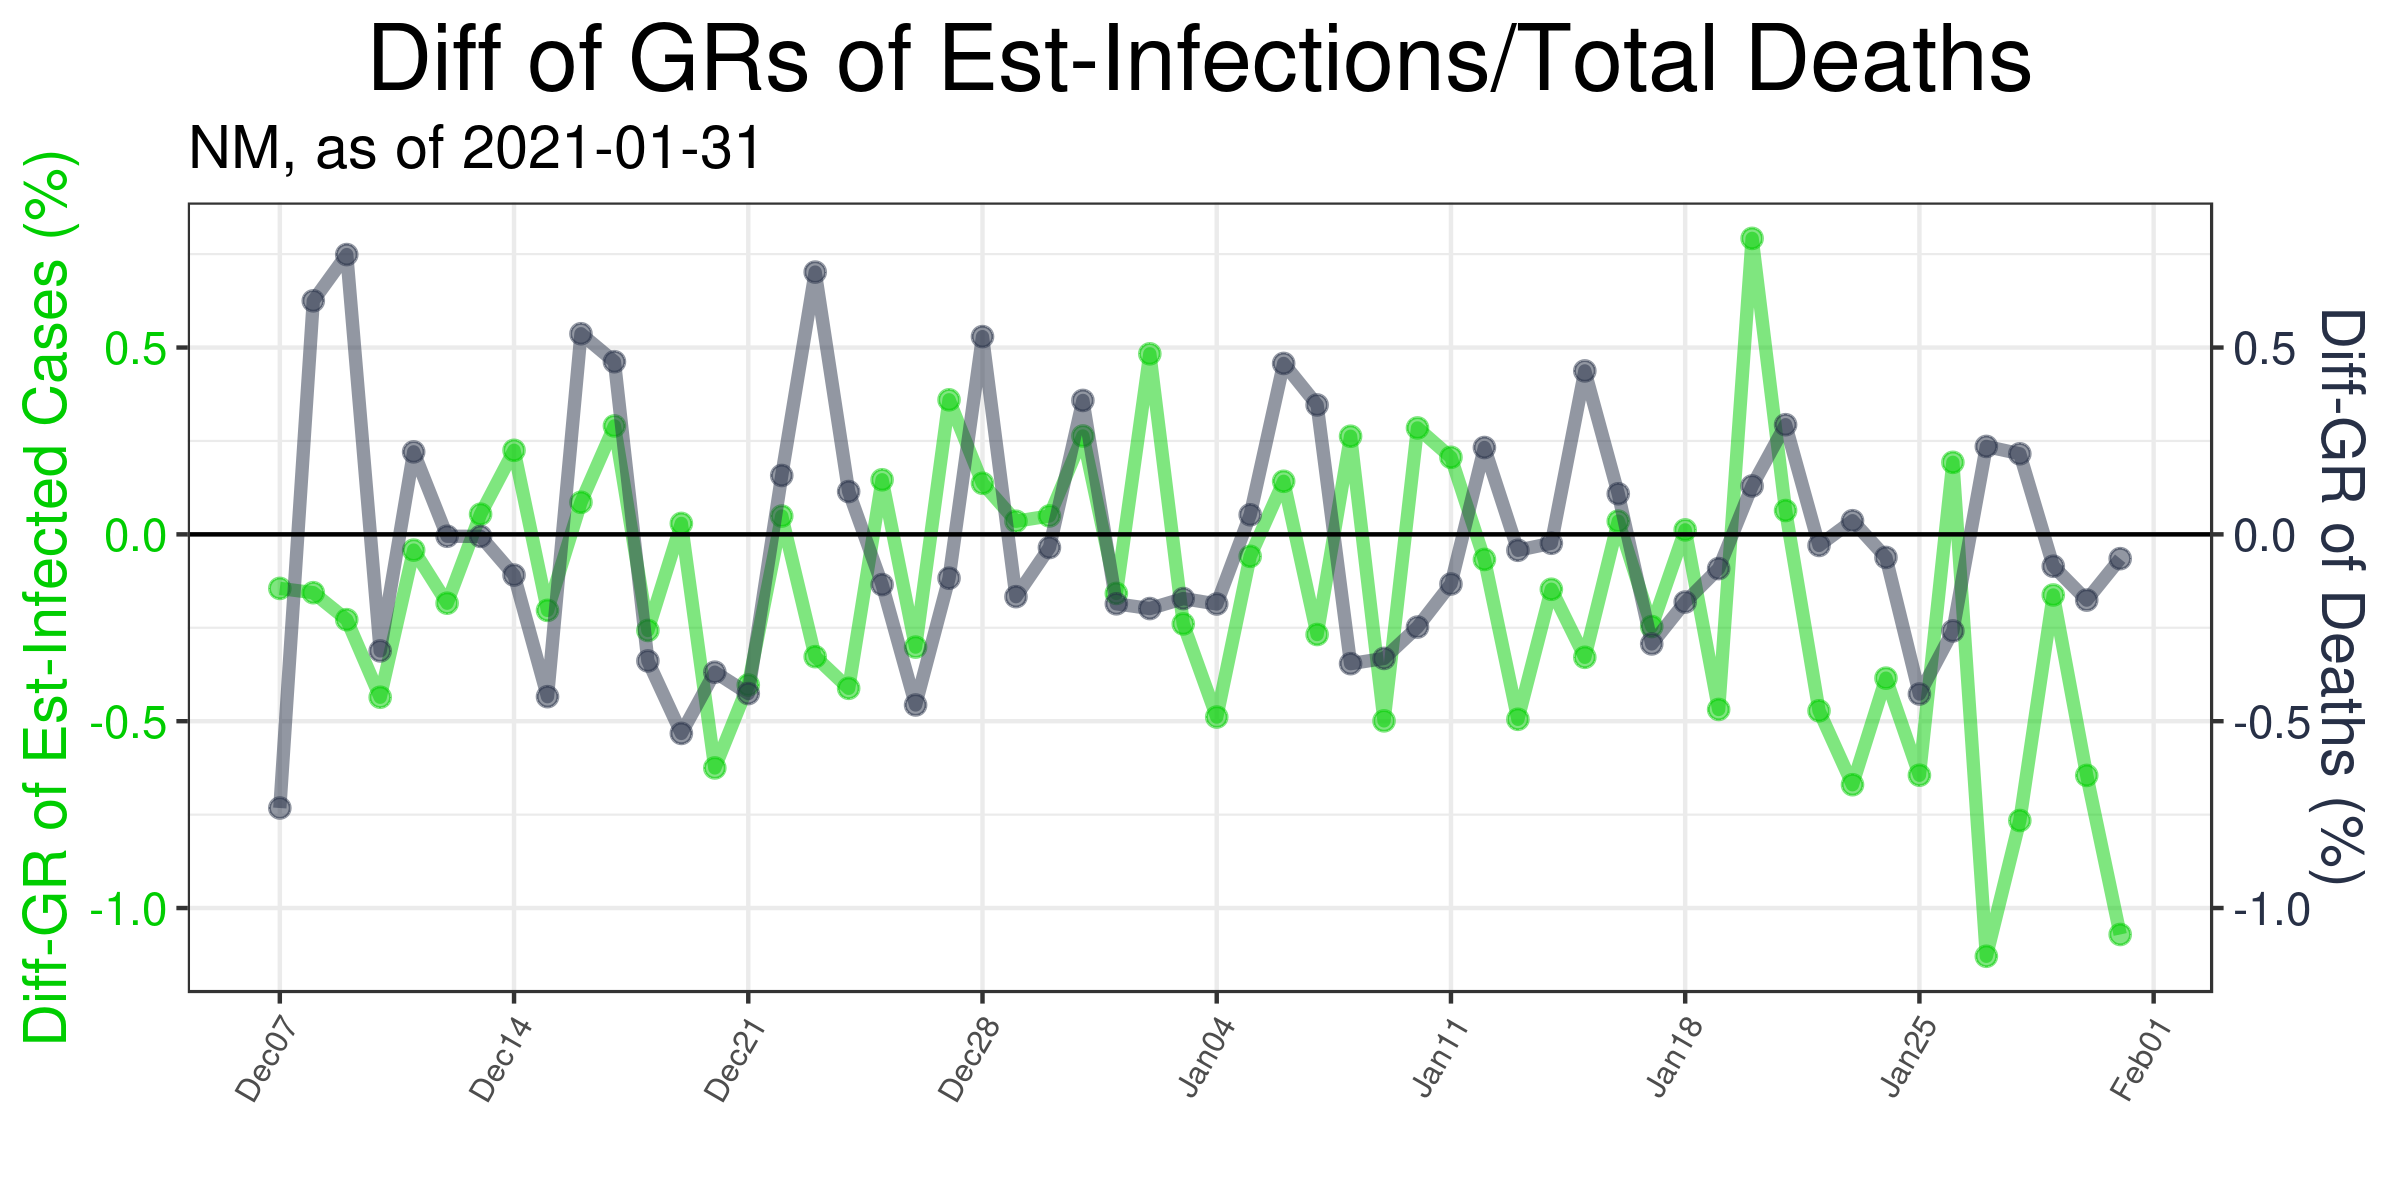 Diff of GRs of Est-Infections/Total Deaths
NM, as of 2021-01-31
Diff-GR of Est-Infected Cases (%)
0.5
0.0
-0.5
-1.0
0.5
0.0
-0.5
-1.0
Diff-GR of Deaths (%)
Dec07
Dec14
Dec21
Dec28
Jan04
Jan11
Jan18
Jan25
Feb01